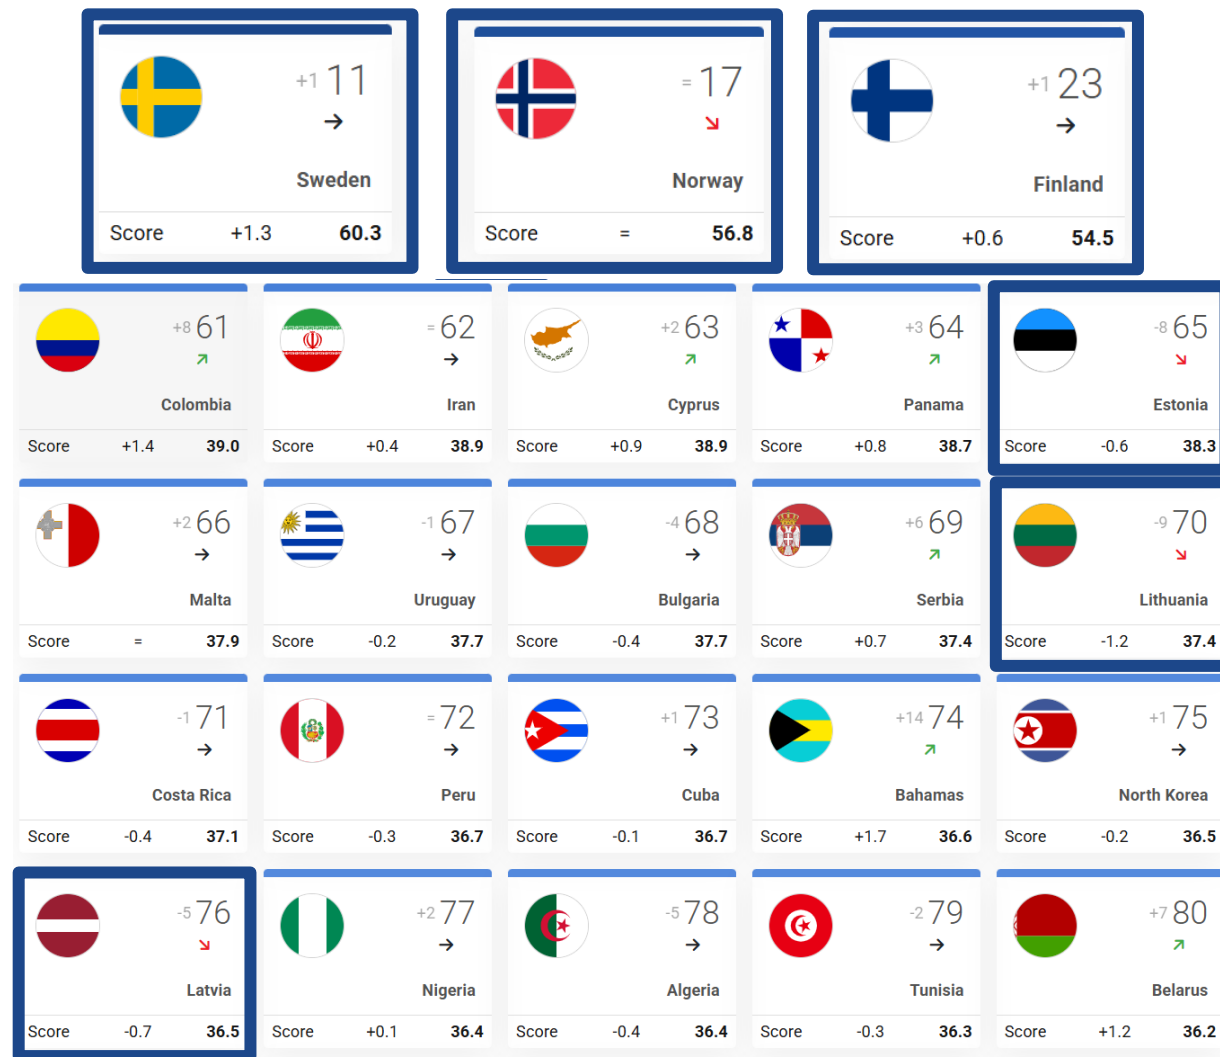 +1 11
Sweden
Score +1.3 60.3
= 17
Norway
Score = 56.8
+1 23
Finland
Score +0.6 54.5
+8 61
Colombia
Score +1.4 39.0
= 62
Iran
Score +0.4 38.9
+2 63
Cyprus
Score +0.9 38.9
+3 64
Panama
Score +0.8 38.7
-8 65
Estonia
Score -0.6 38.3
+2 66
Malta
Score = 37.9
-1 67
Uruguay
Score -0.2 37.7
-4 68
Bulgaria
Score -0.4 37.7
+6 69
Serbia
Score +0.7 37.4
-9 70
Lithuania
Score -1.2 37.4
-1 71
Costa Rica
Score -0.4 37.1
= 72
Peru
Score -0.3 36.7
+1 73
Cuba
Score -0.1 36.7
+14 74
Bahamas
Score +1.7 36.6
+1 75
North Korea
Score -0.2 36.5
-5 76
Latvia
Score -0.7 36.5
+2 77
Nigeria
Score +0.1 36.4
-5 78
Algeria
Score -0.4 36.4
-2 79
Tunisia
Score -0.3 36.3
+7 80
Belarus
Score +1.2 36.2